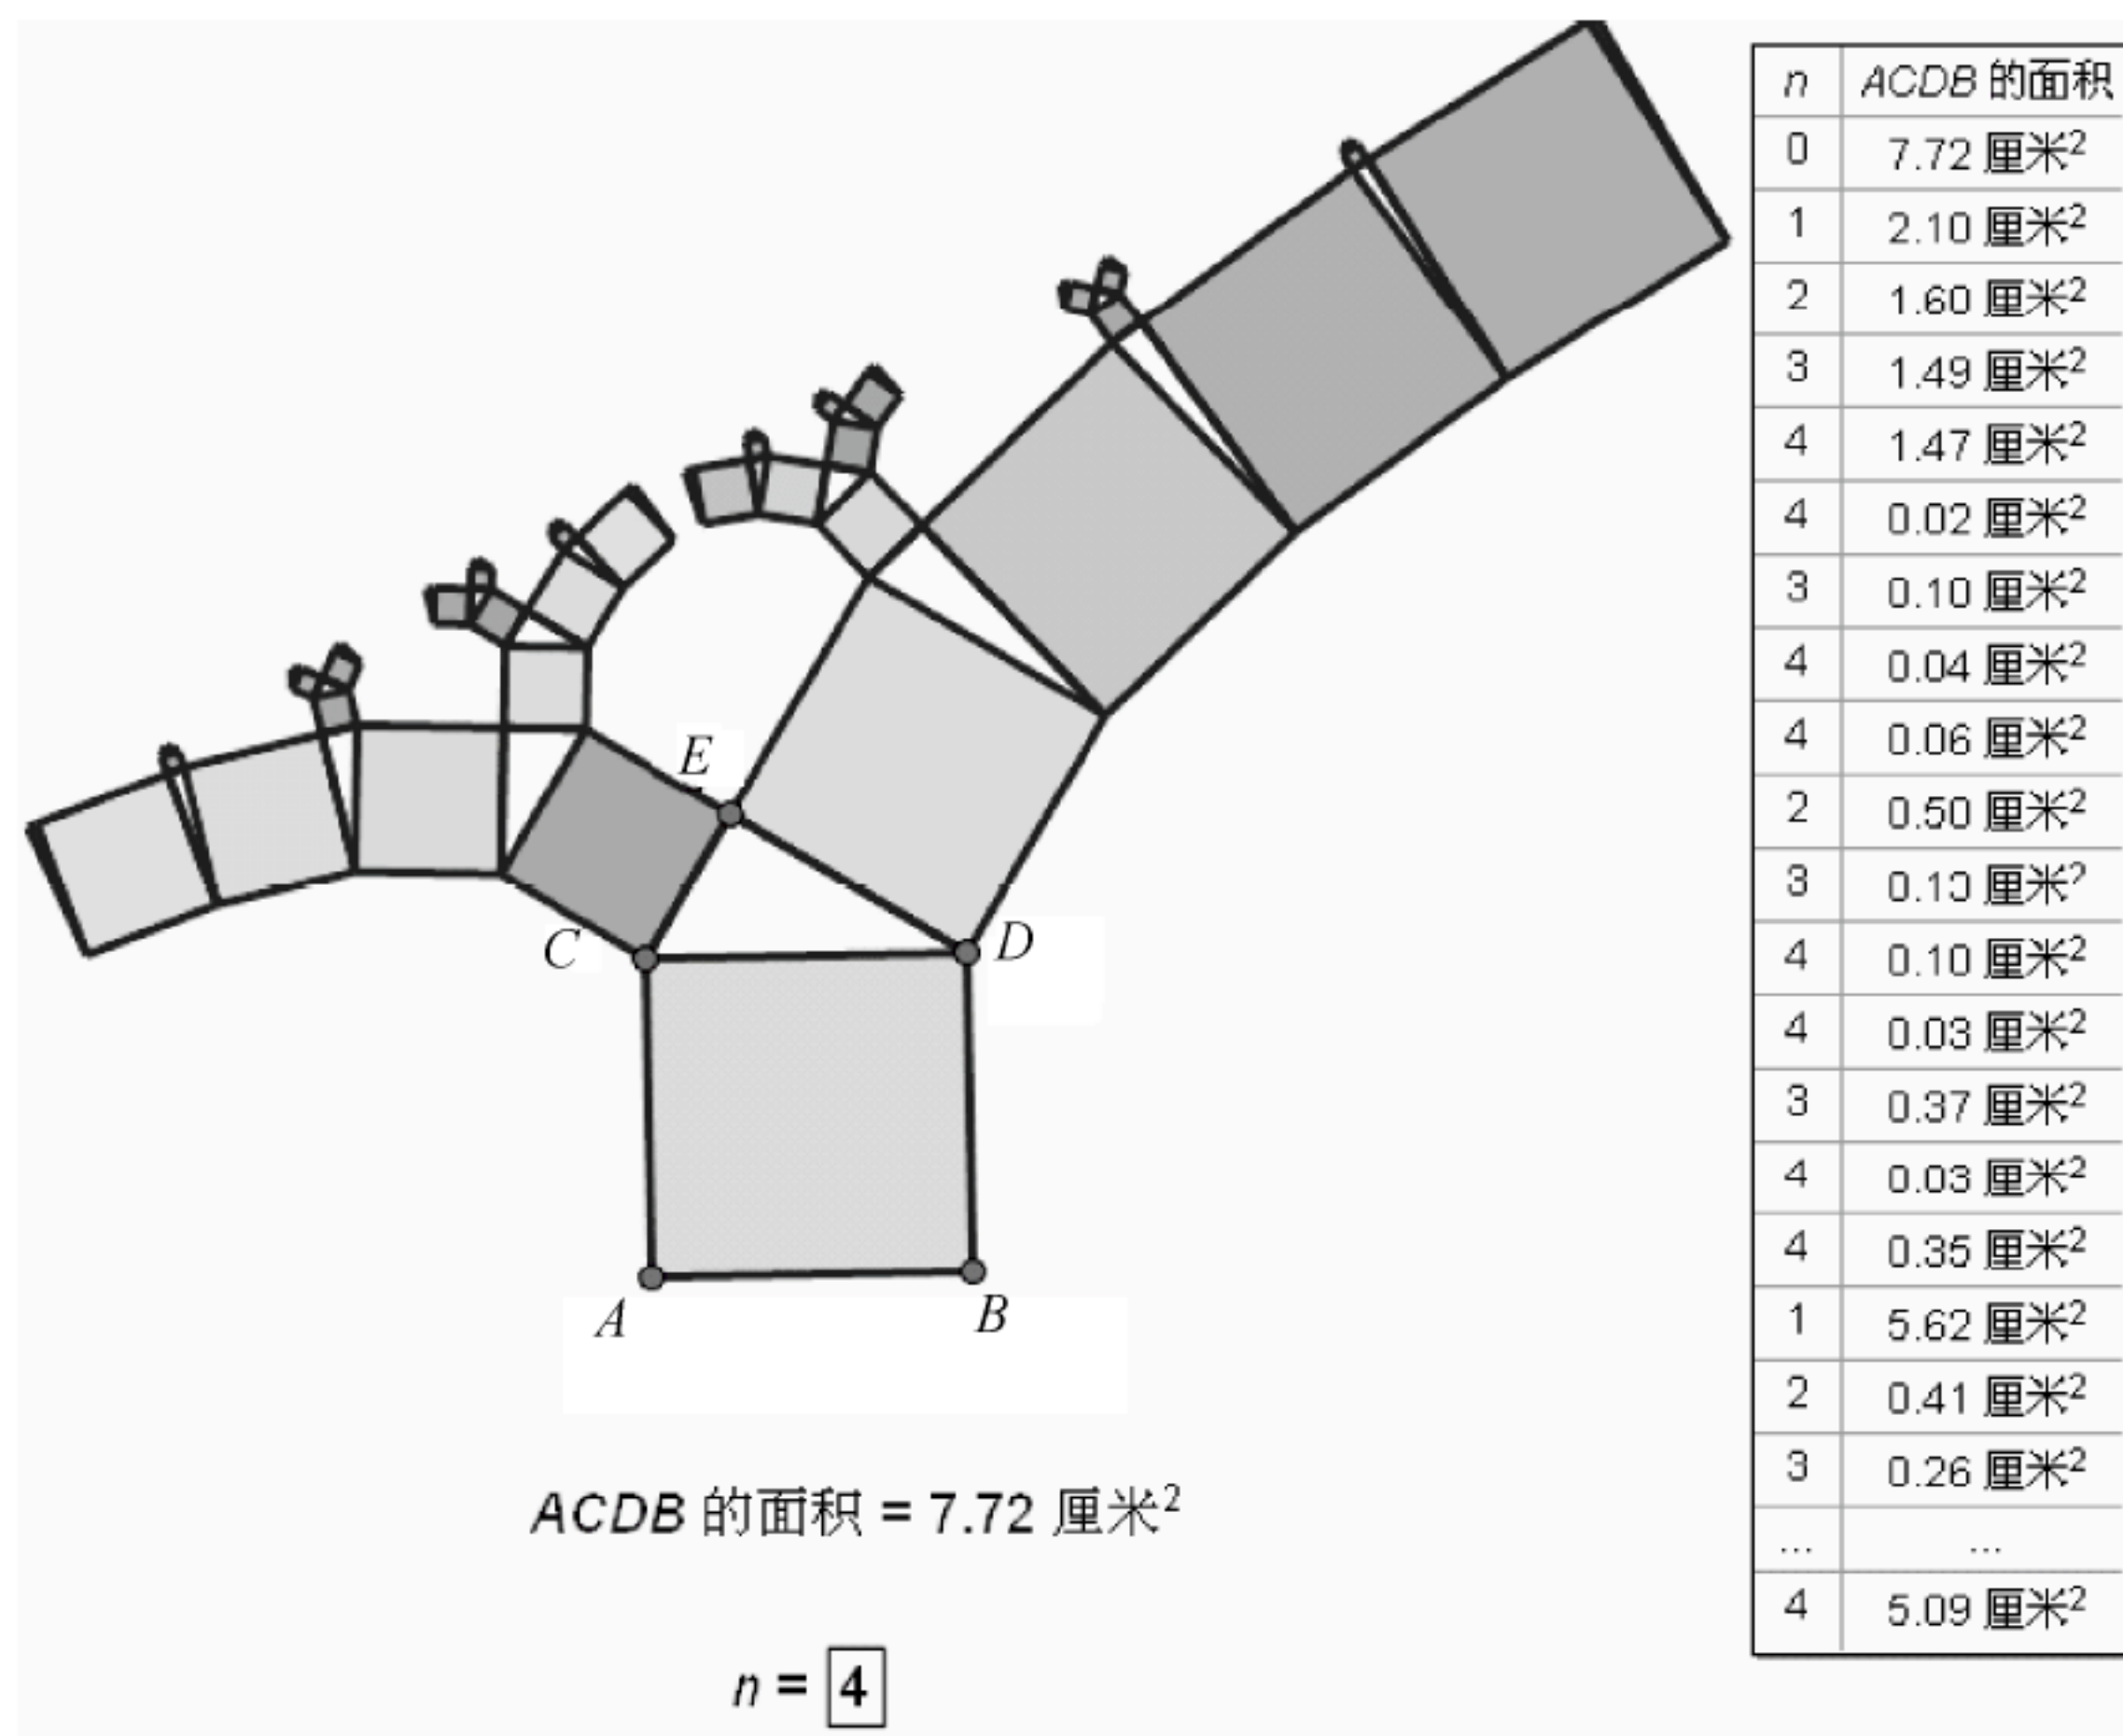 E
C
D
A
B
ACDB 的面积 = 7.72 厘米²
n = 4
n ACDB 的面积
0 7.72 厘米²
1 2.10 厘米²
2 1.60 厘米²
3 1.49 厘米²
4 1.47 厘米²
4 0.02 厘米²
3 0.10 厘米²
4 0.04 厘米²
4 0.06 厘米²
2 0.50 厘米²
3 0.13 厘米²
4 0.10 厘米²
4 0.03 厘米²
3 0.37 厘米²
4 0.03 厘米²
4 0.35 厘米²
1 5.62 厘米²
2 0.41 厘米²
3 0.26 厘米²
... ...
4 5.09 厘米²